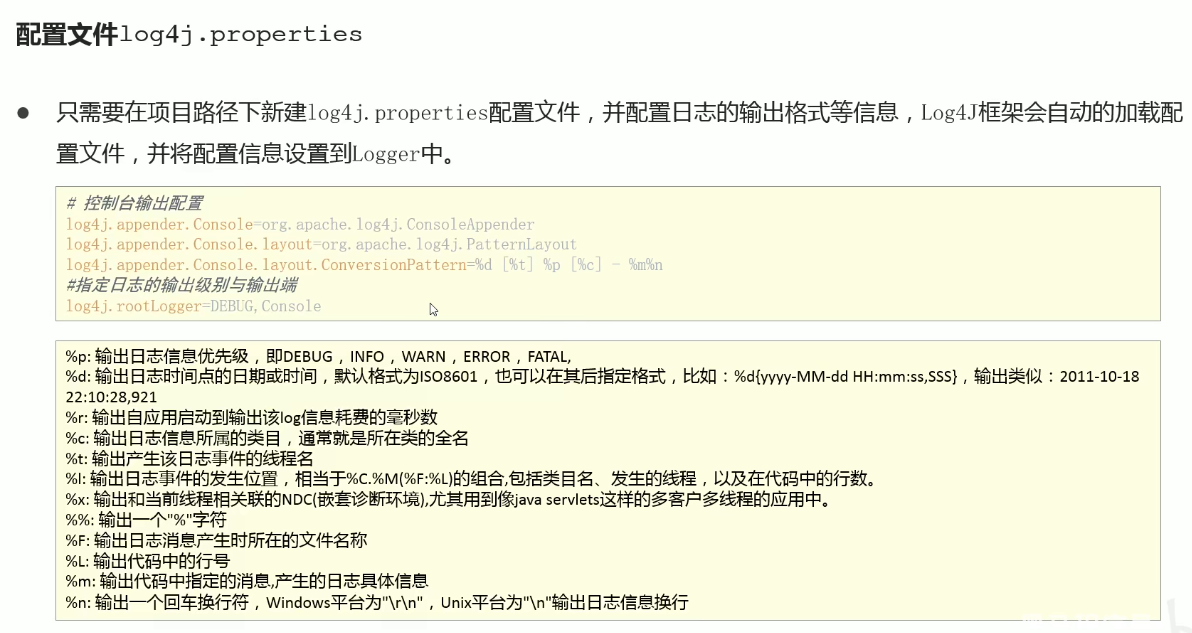 配置文件log4j.properties
● 只需要在项目路径下新建log4j.properties配置文件，并配置日志的输出格式等信息，Log4J框架会自动的加载配
置文件，并将配置信息设置到Logger中。
# 控制台输出配置
log4j.appender.Console=org.apache.log4j.ConsoleAppender
log4j.appender.Console.layout=org.apache.log4j.PatternLayout
log4j.appender.Console.layout.ConversionPattern=%d [%t] %p [%c] - %m%n
#指定日志的输出级别与输出端
log4j.rootLogger=DEBUG,Console
%p: 输出日志信息优先级，即DEBUG，INFO，WARN，ERROR，FATAL,
%d: 输出日志时间点的日期或时间，默认格式为ISO8601，也可以在其后指定格式，比如：%d{yyyy-MM-dd HH:mm:ss,SSS}，输出类似：2011-10-18
22:10:28,921
%r: 输出自应用启动到输出该log信息耗费的毫秒数
%c: 输出日志信息所属的类目，通常就是所在类的全名
%t: 输出产生该日志事件的线程名
%l: 输出日志事件的发生位置，相当于%C.%M(%F:%L)的组合,包括类目名、发生的线程，以及在代码中的行数。
%x: 输出和当前线程相关联的NDC(嵌套诊断环境),尤其用到像java servlets这样的多客户多线程的应用中。
%%: 输出一个"%"字符
%F: 输出日志消息产生时所在的文件名称
%L: 输出代码中的行号
%m: 输出代码中指定的消息,产生的日志具体信息
%n: 输出一个回车换行符，Windows平台为"\r\n"，Unix平台为"\n"输出日志信息换行